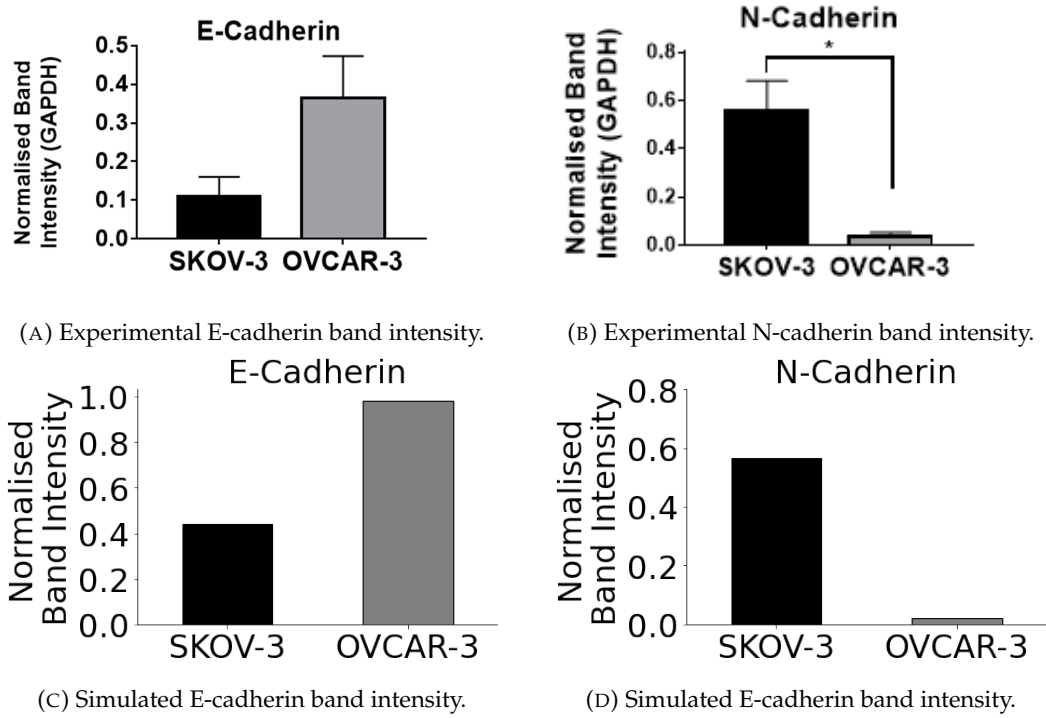 E-Cadherin
Normalised Band
Intensity (GAPDH)
0.5
0.4
0.3
0.2
0.1
0.0
SKOV-3 OVCAR-3
(A) Experimental E-cadherin band intensity.
N-Cadherin
*
Normalised Band
Intensity (GAPDH)
0.8
0.6
0.4
0.2
0.0
SKOV-3 OVCAR-3
(B) Experimental N-cadherin band intensity.
E-Cadherin
Normalised
Band Intensity
1.0
0.8
0.6
0.4
0.2
0.0
SKOV-3 OVCAR-3
(C) Simulated E-cadherin band intensity.
N-Cadherin
Normalised
Band Intensity
0.8
0.6
0.4
0.2
0.0
SKOV-3 OVCAR-3
(D) Simulated E-cadherin band intensity.